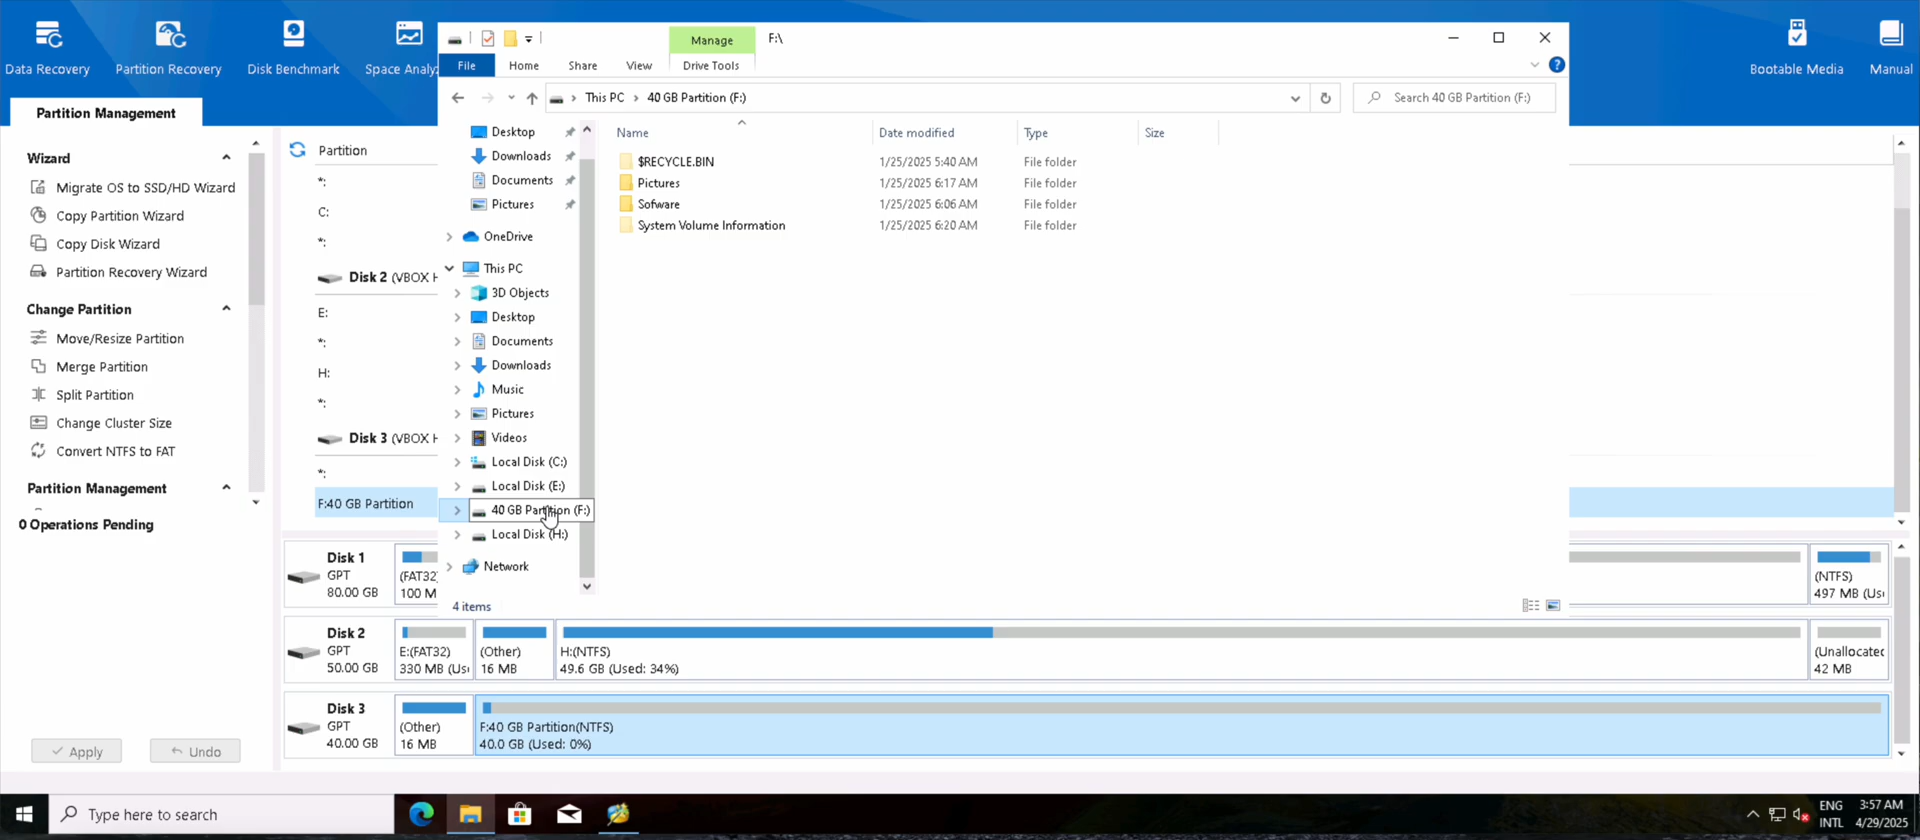 Data Recovery
Partition Recovery
Disk Benchmark
Space Analyz
Bootable Media
Manual
Manage
F:\
File
Home
Share
View
Drive Tools
This PC > 40 GB Partition (F:)
Search 40 GB Partition (F:)
Partition Management
Wizard
Migrate OS to SSD/HD Wizard
Copy Partition Wizard
Copy Disk Wizard
Partition Recovery Wizard
Change Partition
Move/Resize Partition
Merge Partition
Split Partition
Change Cluster Size
Convert NTFS to FAT
Partition Management
0 Operations Pending
Apply
Undo
Partition
*:
C:
*:
Disk 2 (VBOX H
E:
*:
H:
*:
Disk 3 (VBOX H
*:
F:40 GB Partition
Desktop
Downloads
Documents
Pictures
OneDrive
This PC
3D Objects
Desktop
Documents
Downloads
Music
Pictures
Videos
Local Disk (C:)
Local Disk (E:)
40 GB Partition (F:)
Local Disk (H:)
Network
4 items
Name Date modified Type Size
$RECYCLE.BIN 1/25/2025 5:40 AM File folder
Pictures 1/25/2025 6:17 AM File folder
Sofware 1/25/2025 6:06 AM File folder
System Volume Information 1/25/2025 6:20 AM File folder
Disk 1
GPT
80.00 GB
(FAT32)
100 M
(NTFS)
497 MB (Us
Disk 2
GPT
50.00 GB
E:(FAT32)
330 MB (Us
(Other)
16 MB
H:(NTFS)
49.6 GB (Used: 34%)
(Unallocated
42 MB
Disk 3
GPT
40.00 GB
(Other)
16 MB
F:40 GB Partition(NTFS)
40.0 GB (Used: 0%)
Type here to search
ENG
INTL
3:57 AM
4/29/2025